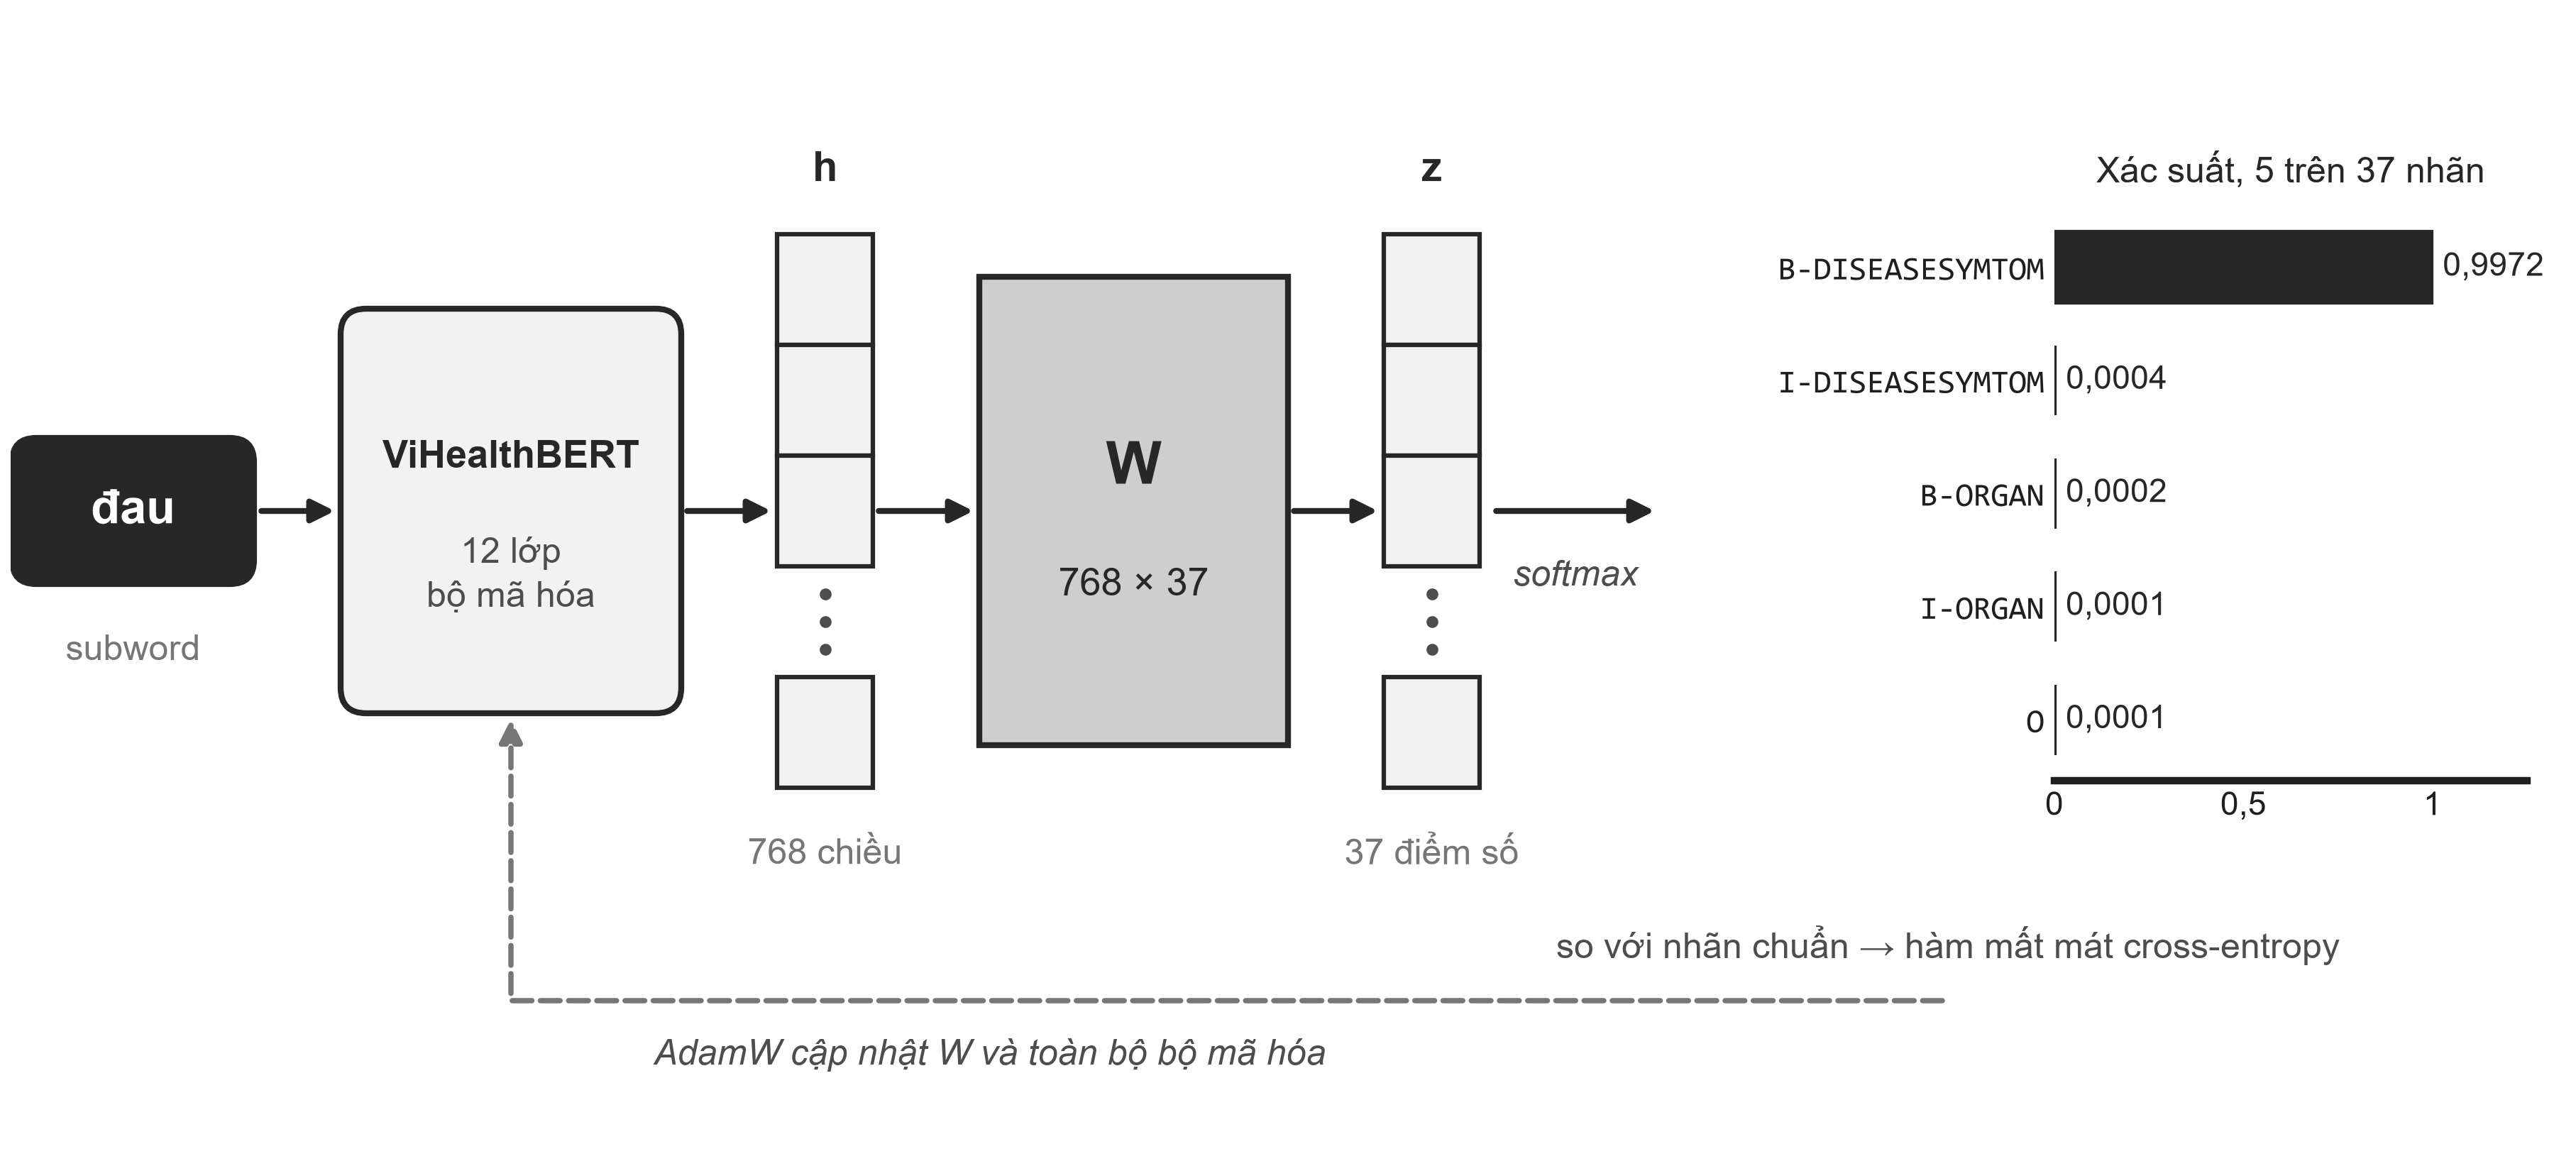 h
z
Xác suất, 5 trên 37 nhãn
đau
subword
ViHealthBERT
12 lớp
bộ mã hóa
768 chiều
W
768 × 37
37 điểm số
softmax
B-DISEASESYMTOM 0,9972
I-DISEASESYMTOM 0,0004
B-ORGAN 0,0002
I-ORGAN 0,0001
O 0,0001
0 0,5 1
so với nhãn chuẩn → hàm mất mát cross-entropy
AdamW cập nhật W và toàn bộ bộ mã hóa